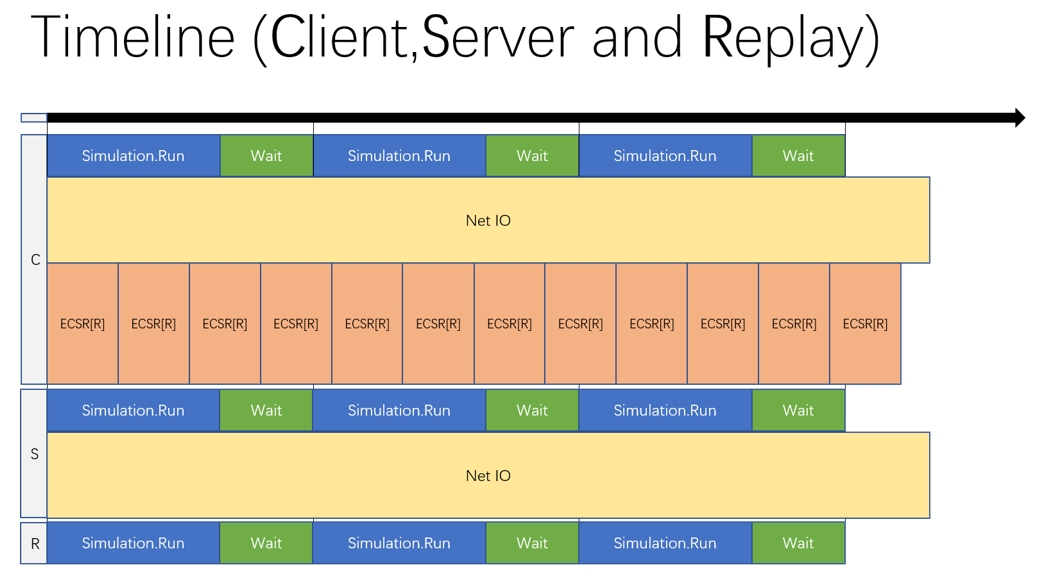 Timeline (Client,Server and Replay)
Simulation.Run Wait Simulation.Run Wait Simulation.Run Wait
Net IO
C
ECSR[R] ECSR[R] ECSR[R] ECSR[R] ECSR[R] ECSR[R] ECSR[R] ECSR[R] ECSR[R] ECSR[R] ECSR[R] ECSR[R]
Simulation.Run Wait Simulation.Run Wait Simulation.Run Wait
S
Net IO
R Simulation.Run Wait Simulation.Run Wait Simulation.Run Wait